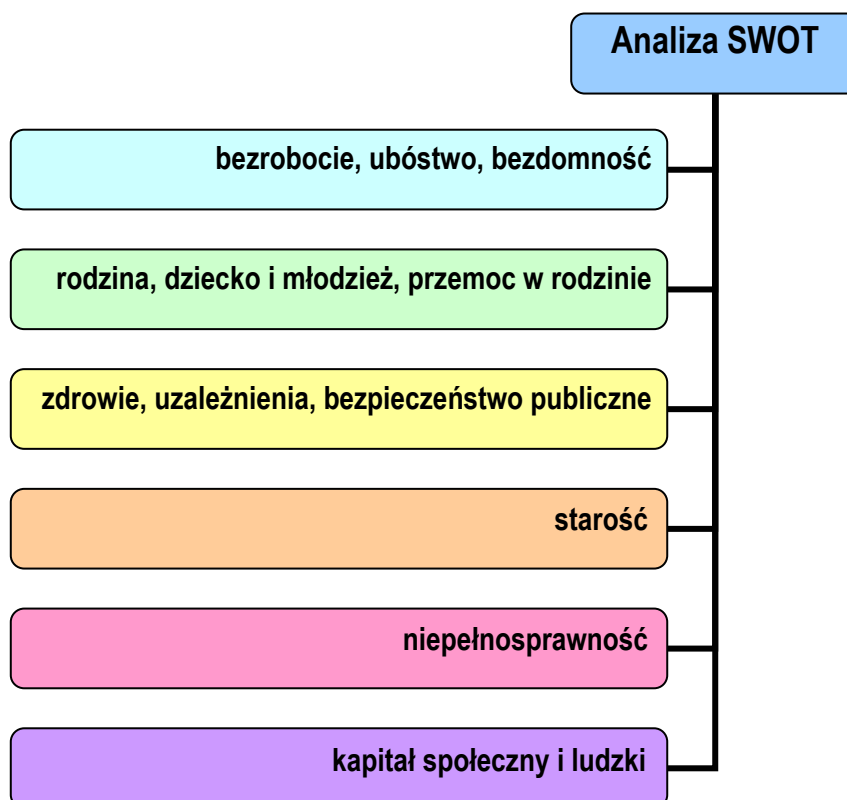 Analiza SWOT
bezrobocie, ubóstwo, bezdomność
rodzina, dziecko i młodzież, przemoc w rodzinie
zdrowie, uzależnienia, bezpieczeństwo publiczne
starość
niepełnosprawność
kapitał społeczny i ludzki